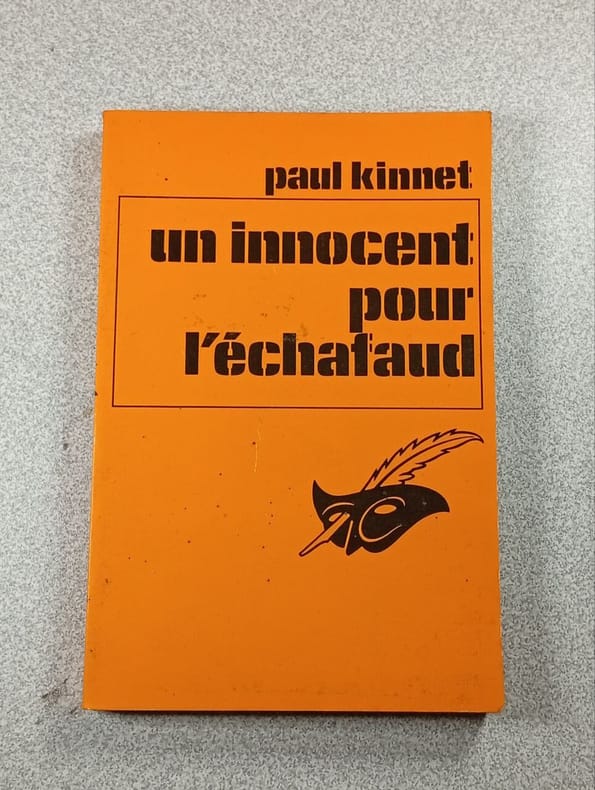 paul kinnet
un innocent
pour
l'échafaud